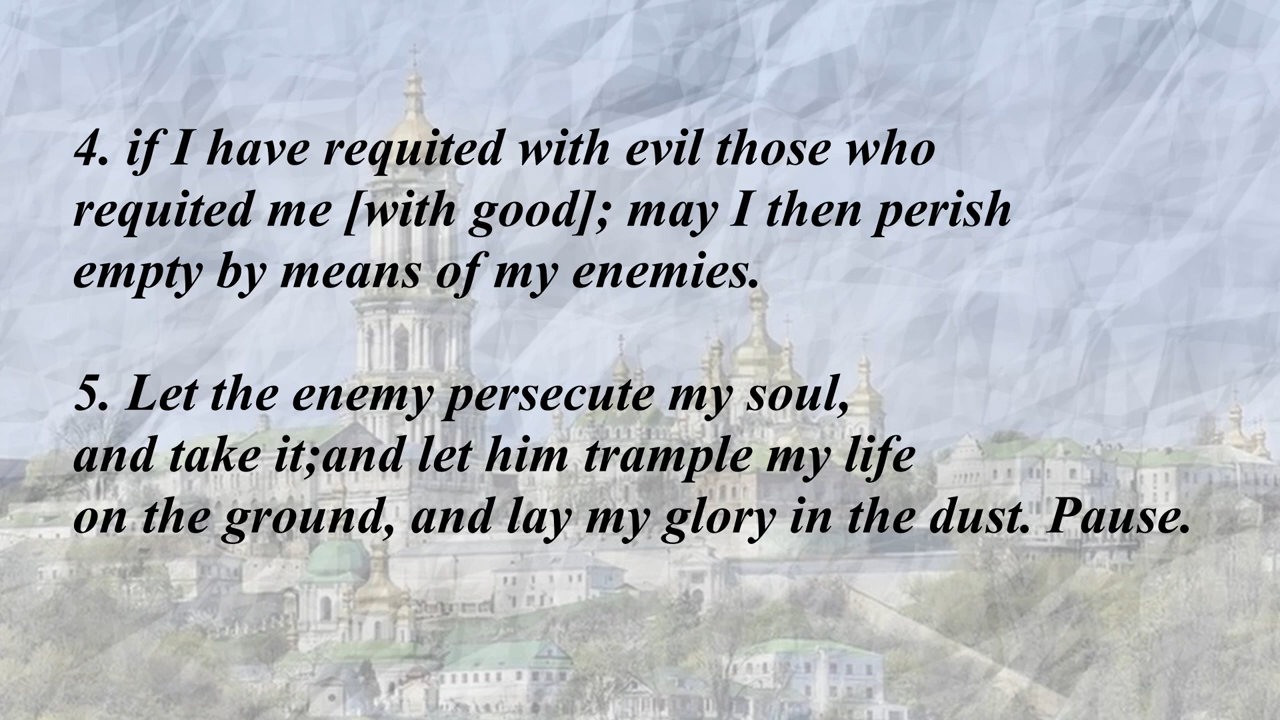 4. if I have requited with evil those who
requited me [with good]; may I then perish
empty by means of my enemies.
5. Let the enemy persecute my soul,
and take it;and let him trample my life
on the ground, and lay my glory in the dust. Pause.